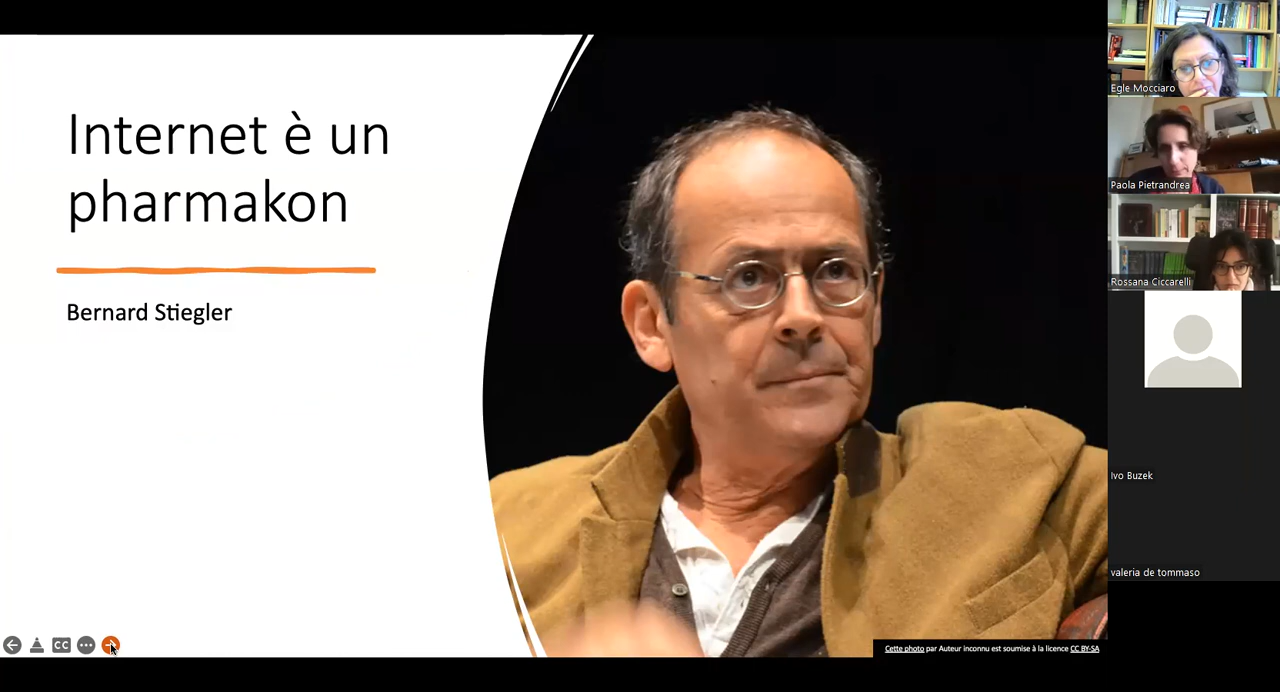 Internet è un
pharmakon
Bernard Stiegler
CC
Cette photo par Auteur inconnu est soumise à la licence CC BY-SA
Egle Mocciaro
Paola Pietrandrea
Rossana Ciccarelli
Ivo Buzek
valeria de tommaso